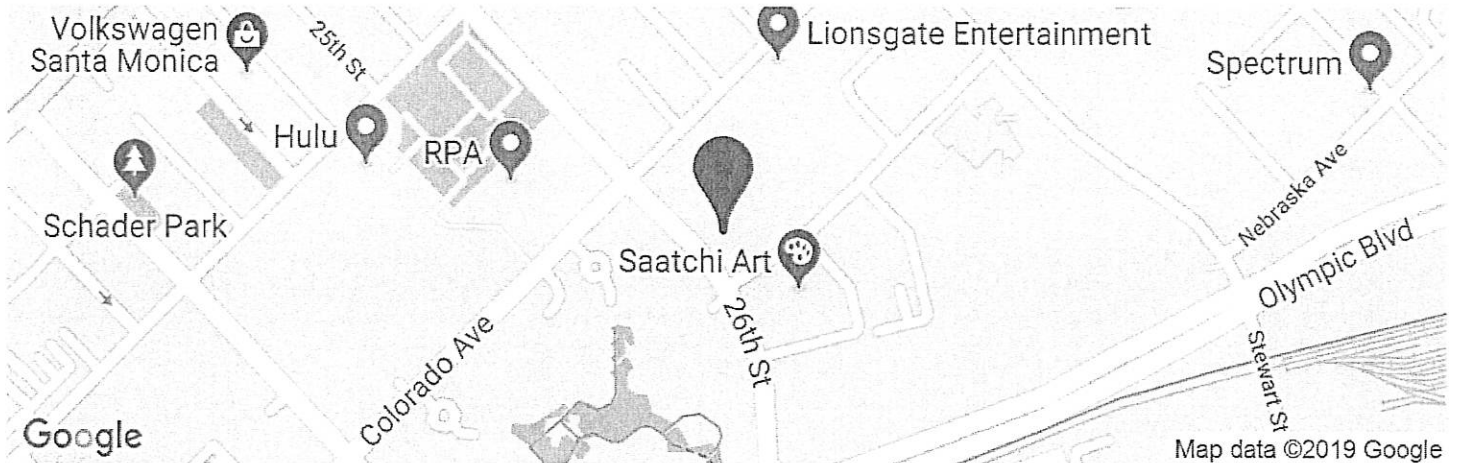 Volkswagen
Santa Monica
25th St
Lionsgate Entertainment
Spectrum
Hulu
RPA
Schader Park
Saatchi Art
Nebraska Ave
Olympic Blvd
26th St
Colorado Ave
Stewart St
Google
Map data ©2019 Google